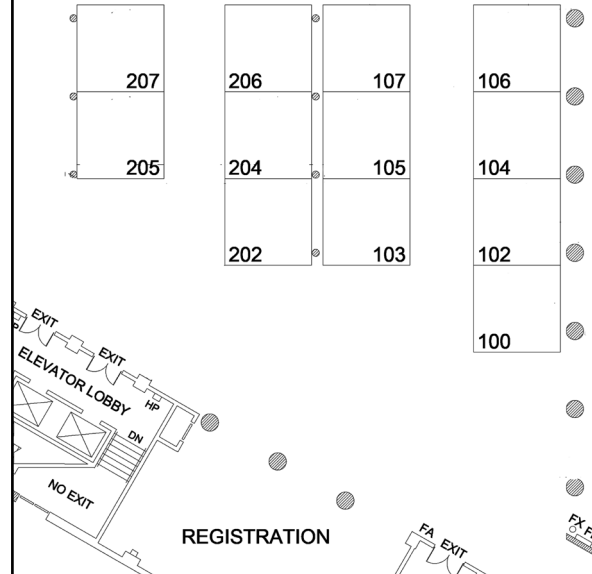 207 206 107 106
205 204 105 104
202 103 102
100
EXIT
EXIT
ELEVATOR LOBBY
HP
DN
NO EXIT
REGISTRATION
FA EXIT
FX